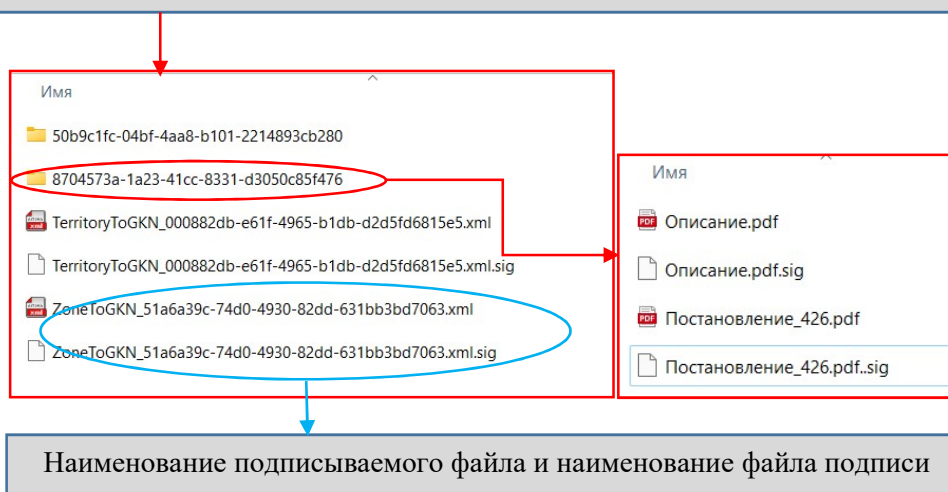 Имя
50b9c1fc-04bf-4aa8-b101-2214893cb280
8704573a-1a23-41cc-8331-d3050c85f476
TerritoryToGKN_000882db-e61f-4965-b1db-d2d5fd6815e5.xml
TerritoryToGKN_000882db-e61f-4965-b1db-d2d5fd6815e5.xml.sig
ZoneToGKN_51a6a39c-74d0-4930-82dd-631bb3bd7063.xml
ZoneToGKN_51a6a39c-74d0-4930-82dd-631bb3bd7063.xml.sig
Имя
Описание.pdf
Описание.pdf.sig
Постановление_426.pdf
Постановление_426.pdf..sig
Наименование подписываемого файла и наименование файла подписи